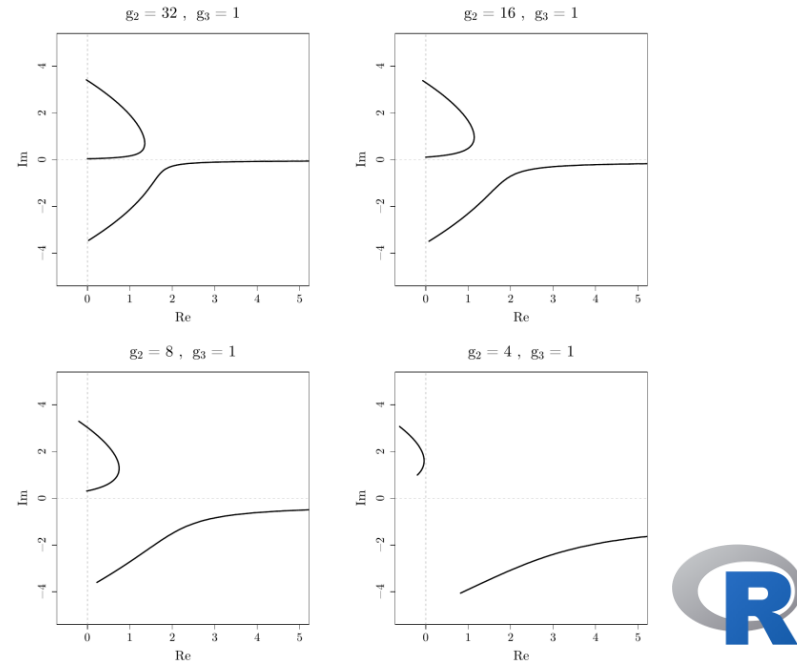 g₂ = 32 , g₃ = 1
Im
4
2
0
−2
−4
0 1 2 3 4 5
Re
g₂ = 16 , g₃ = 1
Im
4
2
0
−2
−4
0 1 2 3 4 5
Re
g₂ = 8 , g₃ = 1
Im
4
2
0
−2
−4
0 1 2 3 4 5
Re
g₂ = 4 , g₃ = 1
Im
4
2
0
−2
−4
0 1 2 3 4 5
Re
R